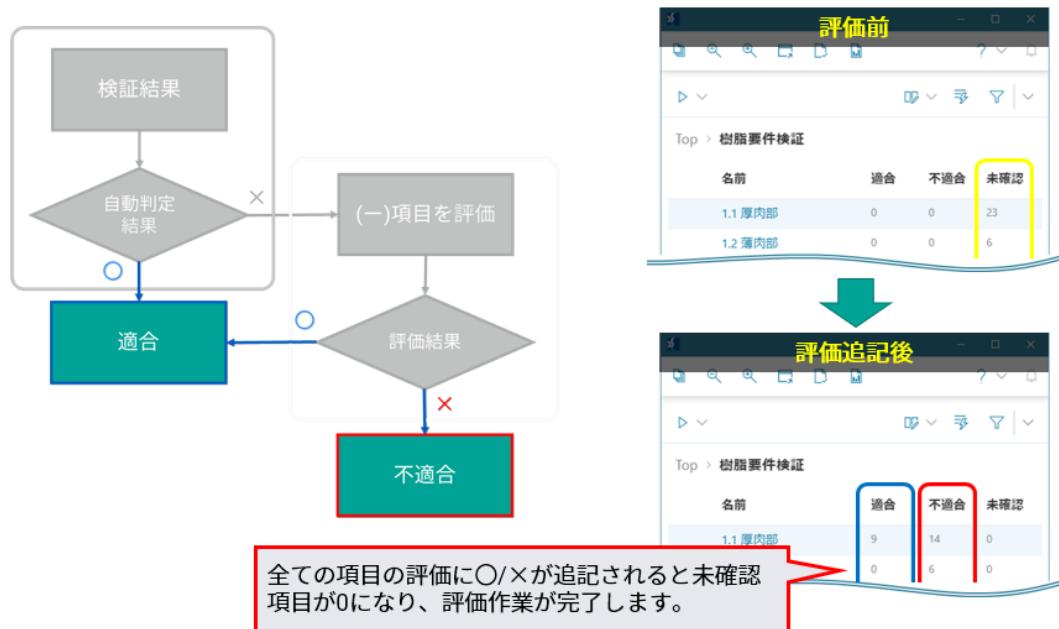 検証結果
自動判定
結果
×
〇
適合
(ー)項目を評価
評価結果
〇
×
不適合
評価前
Top > 樹脂要件検証
名前 適合 不適合 未確認
1.1 厚肉部 0 0 23
1.2 薄肉部 0 0 6
評価追記後
Top > 樹脂要件検証
名前 適合 不適合 未確認
1.1 厚肉部 9 14 0
0 6 0
全ての項目の評価に〇/×が追記されると未確認
項目が0になり、評価作業が完了します。